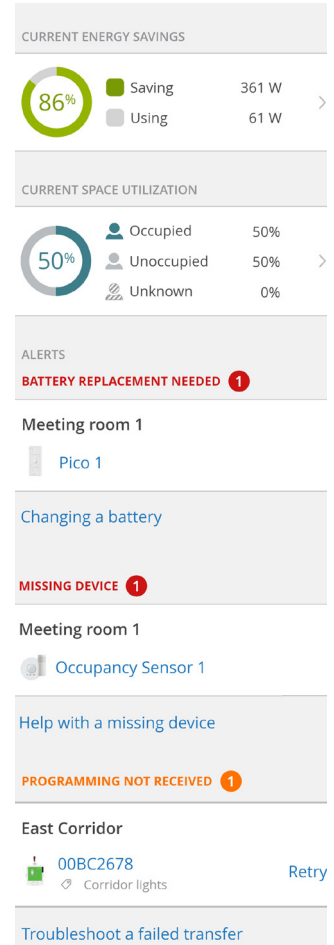 CURRENT ENERGY SAVINGS
86%
Saving 361 W
Using 61 W
CURRENT SPACE UTILIZATION
50%
Occupied 50%
Unoccupied 50%
Unknown 0%
ALERTS
BATTERY REPLACEMENT NEEDED 1
Meeting room 1
Pico 1
Changing a battery
MISSING DEVICE 1
Meeting room 1
Occupancy Sensor 1
Help with a missing device
PROGRAMMING NOT RECEIVED 1
East Corridor
00BC2678 Retry
Corridor lights
Troubleshoot a failed transfer